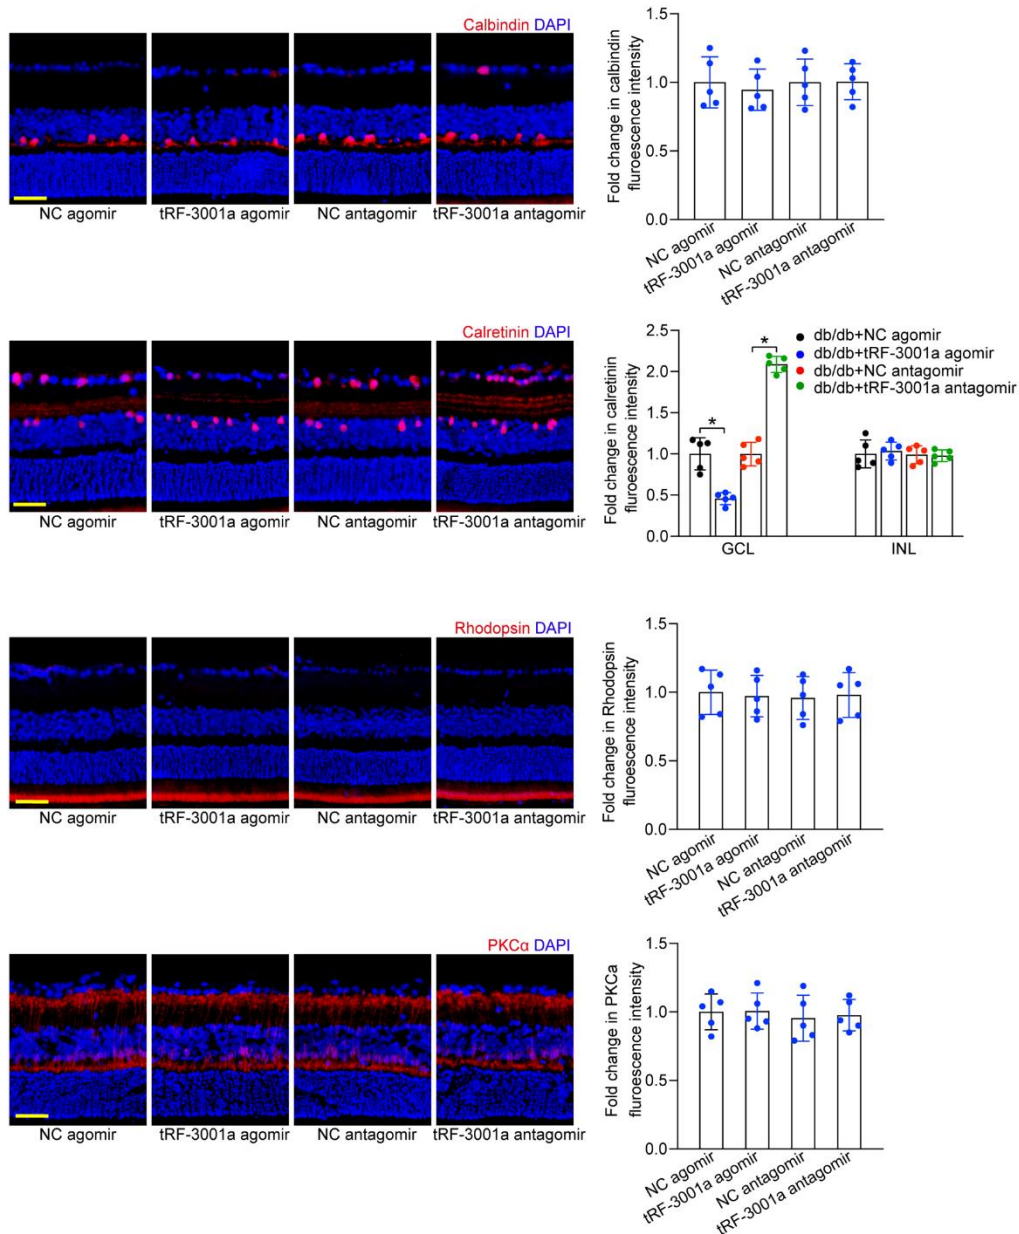 Calbindin DAPI
NC agomir
tRF-3001a agomir
NC antagomir
tRF-3001a antagomir
Fold change in calbindin
fluroescence intensity
1.5
1.0
0.5
0.0
NC agomir
tRF-3001a agomir
NC antagomir
tRF-3001a antagomir
Calretinin DAPI
NC agomir
tRF-3001a agomir
NC antagomir
tRF-3001a antagomir
Fold change in calretinin
fluroescence intensity
2.5
2.0
1.5
1.0
0.5
0.0
*
*
db/db+NC agomir
db/db+tRF-3001a agomir
db/db+NC antagomir
db/db+tRF-3001a antagomir
GCL
INL
Rhodopsin DAPI
NC agomir
tRF-3001a agomir
NC antagomir
tRF-3001a antagomir
Fold change in Rhodopsin
fluroescence intensity
1.5
1.0
0.5
0.0
NC agomir
tRF-3001a agomir
NC antagomir
tRF-3001a antagomir
PKCα DAPI
NC agomir
tRF-3001a agomir
NC antagomir
tRF-3001a antagomir
Fold change in PKCa
fluroescence intensity
1.5
1.0
0.5
0.0
NC agomir
tRF-3001a agomir
NC antagomir
tRF-3001a antagomir